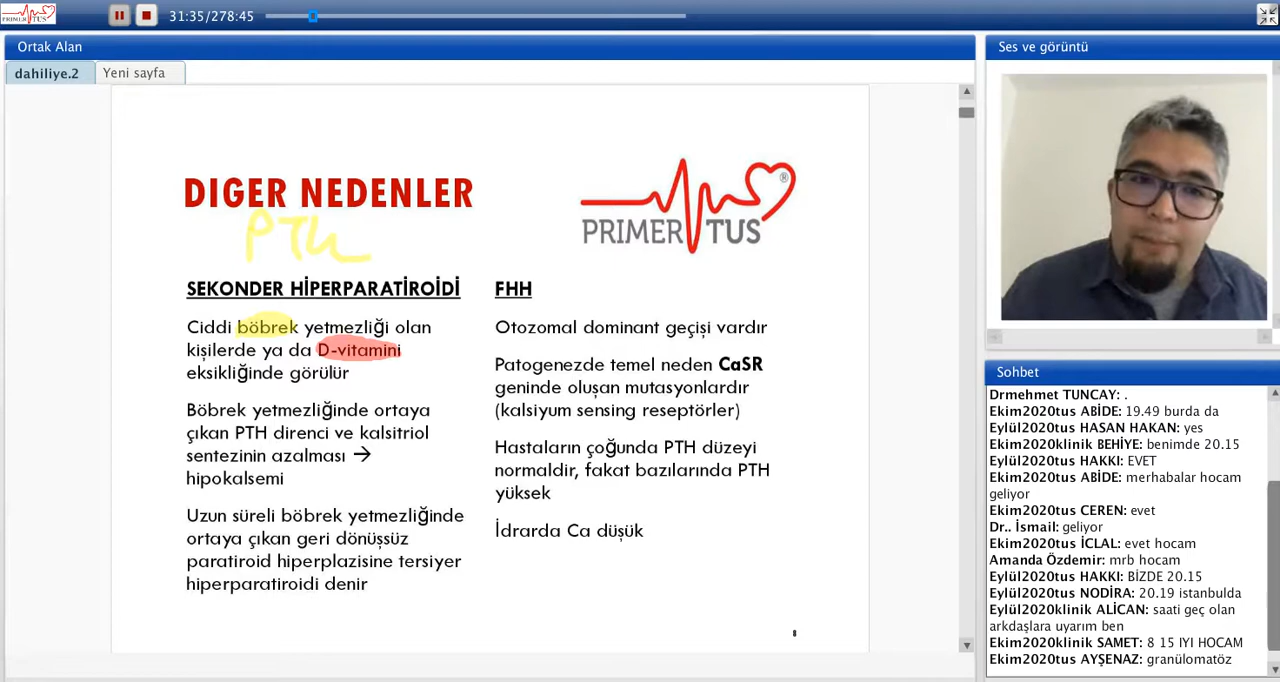 PRIMER TUS
31:35/278:45
Ortak Alan
dahiliye.2
Yeni sayfa
DIGER NEDENLER
PTH
PRIMER TUS
®
SEKONDER HİPERPARATİROİDİ
Ciddi böbrek yetmezliği olan
kişilerde ya da D-vitamini
eksikliğinde görülür
Böbrek yetmezliğinde ortaya
çıkan PTH direnci ve kalsitriol
sentezinin azalması →
hipokalsemi
Uzun süreli böbrek yetmezliğinde
ortaya çıkan geri dönüşsüz
paratiroid hiperplazisine tersiyer
hiperparatiroidi denir
FHH
Otozomal dominant geçişi vardır
Patogenezde temel neden CaSR
geninde oluşan mutasyonlardır
(kalsiyum sensing reseptörler)
Hastaların çoğunda PTH düzeyi
normaldir, fakat bazılarında PTH
yüksek
İdrarda Ca düşük
8
Ses ve görüntü
Sohbet
Drmehmet TUNCAY: .
Ekim2020tus ABİDE: 19.49 burda da
Eylül2020tus HASAN HAKAN: yes
Ekim2020klinik BEHİYE: benimde 20.15
Eylül2020tus HAKKI: EVET
Ekim2020tus ABİDE: merhabalar hocam
geliyor
Ekim2020tus CEREN: evet
Dr.. İsmail: geliyor
Ekim2020tus İCLAL: evet hocam
Amanda Özdemir: mrb hocam
Eylül2020tus HAKKI: BİZDE 20.15
Eylül2020tus NODİRA: 20.19 istanbulda
Eylül2020klinik ALİCAN: saati geç olan
arkdaşlara uyarım ben
Ekim2020klinik SAMET: 8 15 IYI HOCAM
Ekim2020tus AYŞENAZ: granülomatöz